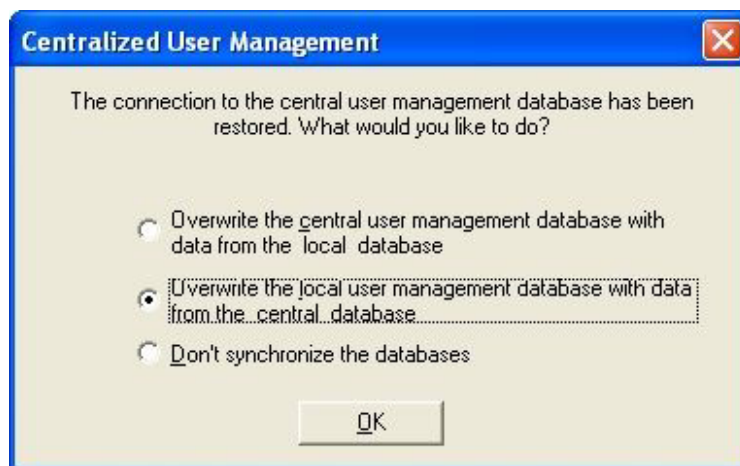 Centralized User Management
The connection to the central user management database has been
restored. What would you like to do?
Overwrite the central user management database with
data from the local database
Overwrite the local user management database with data
from the central database
Don't synchronize the databases
OK